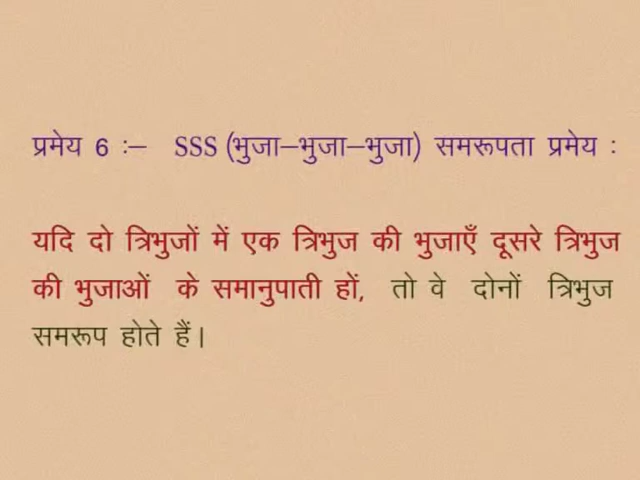 प्रमेय 6 :– SSS (भुजा–भुजा–भुजा) समरूपता प्रमेय :
यदि दो त्रिभुजों में एक त्रिभुज की भुजाएँ दूसरे त्रिभुज
की भुजाओं के समानुपाती हों, तो वे दोनों त्रिभुज
समरूप होते हैं।